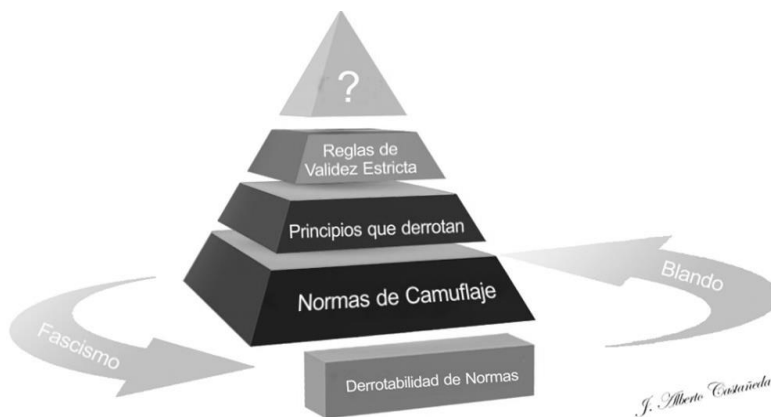 ?
Reglas de
Validez Estricta
Principios que derrotan
Normas de Camuflaje
Fascismo
Blando
Derrotabilidad de Normas
J. Alberto Castañeda